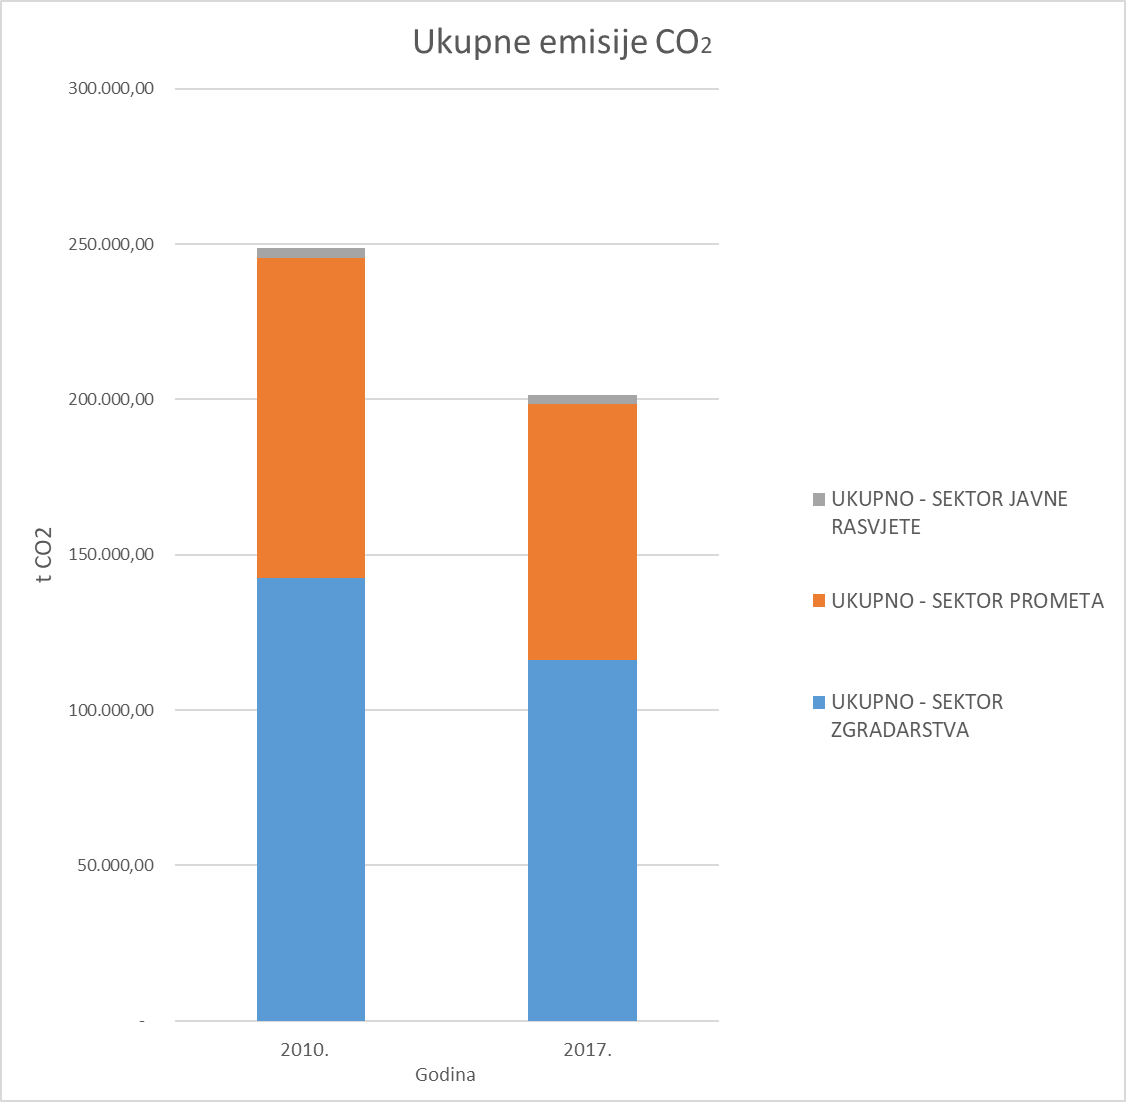 Ukupne emisije CO2
300.000,00
250.000,00
200.000,00
150.000,00
100.000,00
50.000,00
-
t CO2
2010.
2017.
Godina
UKUPNO - SEKTOR JAVNE
RASVJETE
UKUPNO - SEKTOR PROMETA
UKUPNO - SEKTOR
ZGRADARSTVA